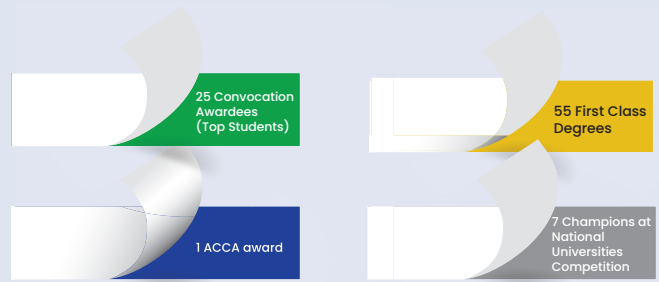 25 Convocation
Awardees
(Top Students)
55 First Class
Degrees
1 ACCA award
7 Champions at
National
Universities
Competition